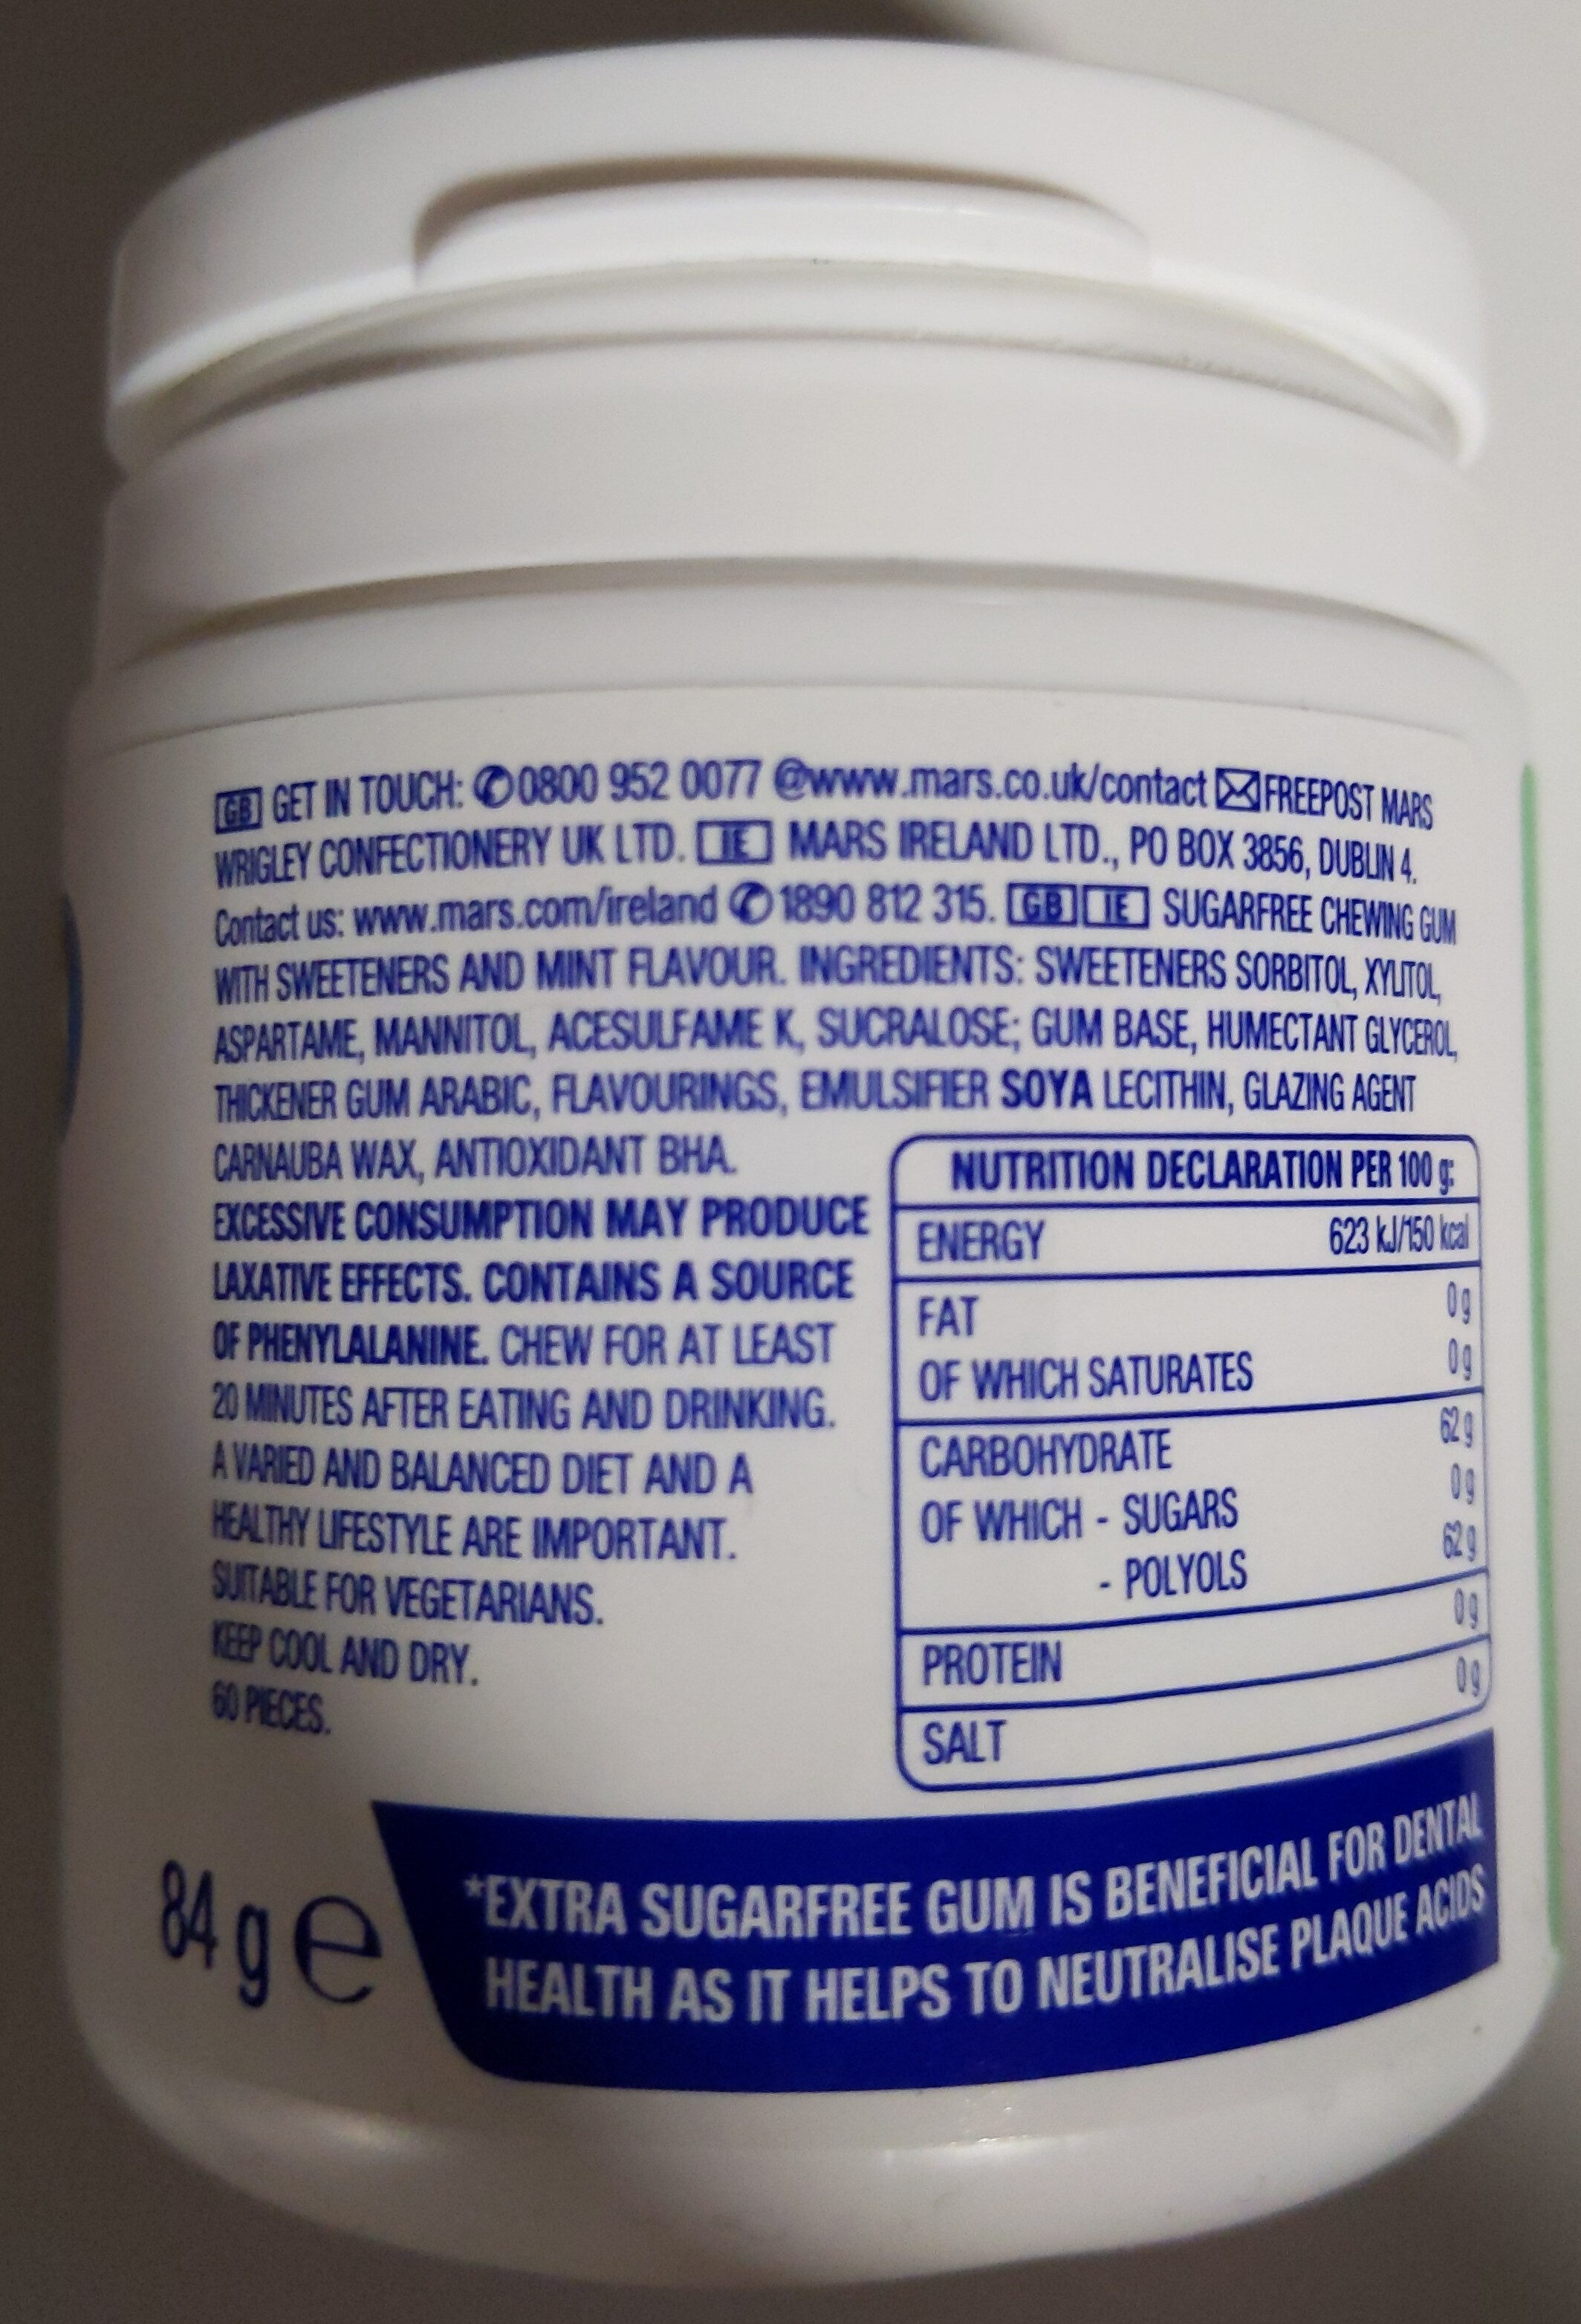 GB GET IN TOUCH: ✆0800 952 0077 @www.mars.co.uk/contact ✉FREEPOST MARS
WRIGLEY CONFECTIONERY UK LTD. IE MARS IRELAND LTD., PO BOX 3856, DUBLIN 4.
Contact us: www.mars.com/ireland ✆1890 812 315. GB IE SUGARFREE CHEWING GUM
WITH SWEETENERS AND MINT FLAVOUR. INGREDIENTS: SWEETENERS SORBITOL, XYLITOL,
ASPARTAME, MANNITOL, ACESULFAME K, SUCRALOSE; GUM BASE, HUMECTANT GLYCEROL,
THICKENER GUM ARABIC, FLAVOURINGS, EMULSIFIER SOYA LECITHIN, GLAZING AGENT
CARNAUBA WAX, ANTIOXIDANT BHA.
EXCESSIVE CONSUMPTION MAY PRODUCE
LAXATIVE EFFECTS. CONTAINS A SOURCE
OF PHENYLALANINE. CHEW FOR AT LEAST
20 MINUTES AFTER EATING AND DRINKING.
A VARIED AND BALANCED DIET AND A
HEALTHY LIFESTYLE ARE IMPORTANT.
SUITABLE FOR VEGETARIANS.
KEEP COOL AND DRY.
60 PIECES.
NUTRITION DECLARATION PER 100 g:
ENERGY 623 kJ/150 kcal
FAT 0 g
OF WHICH SATURATES 0 g
CARBOHYDRATE 62 g
OF WHICH - SUGARS 0 g
- POLYOLS 62 g
PROTEIN 0 g
SALT 0 g
84 g e
*EXTRA SUGARFREE GUM IS BENEFICIAL FOR DENTAL
HEALTH AS IT HELPS TO NEUTRALISE PLAQUE ACIDS